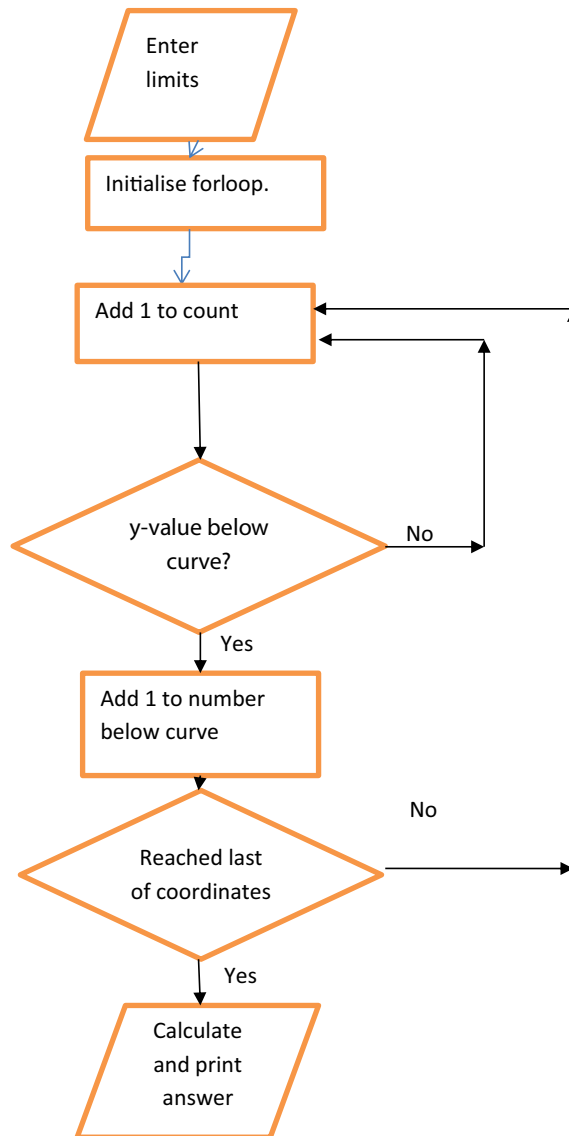 Enter
limits
Initialise forloop.
Add 1 to count
y-value below
curve?
No
Yes
Add 1 to number
below curve
No
Reached last
of coordinates
Yes
Calculate
and print
answer